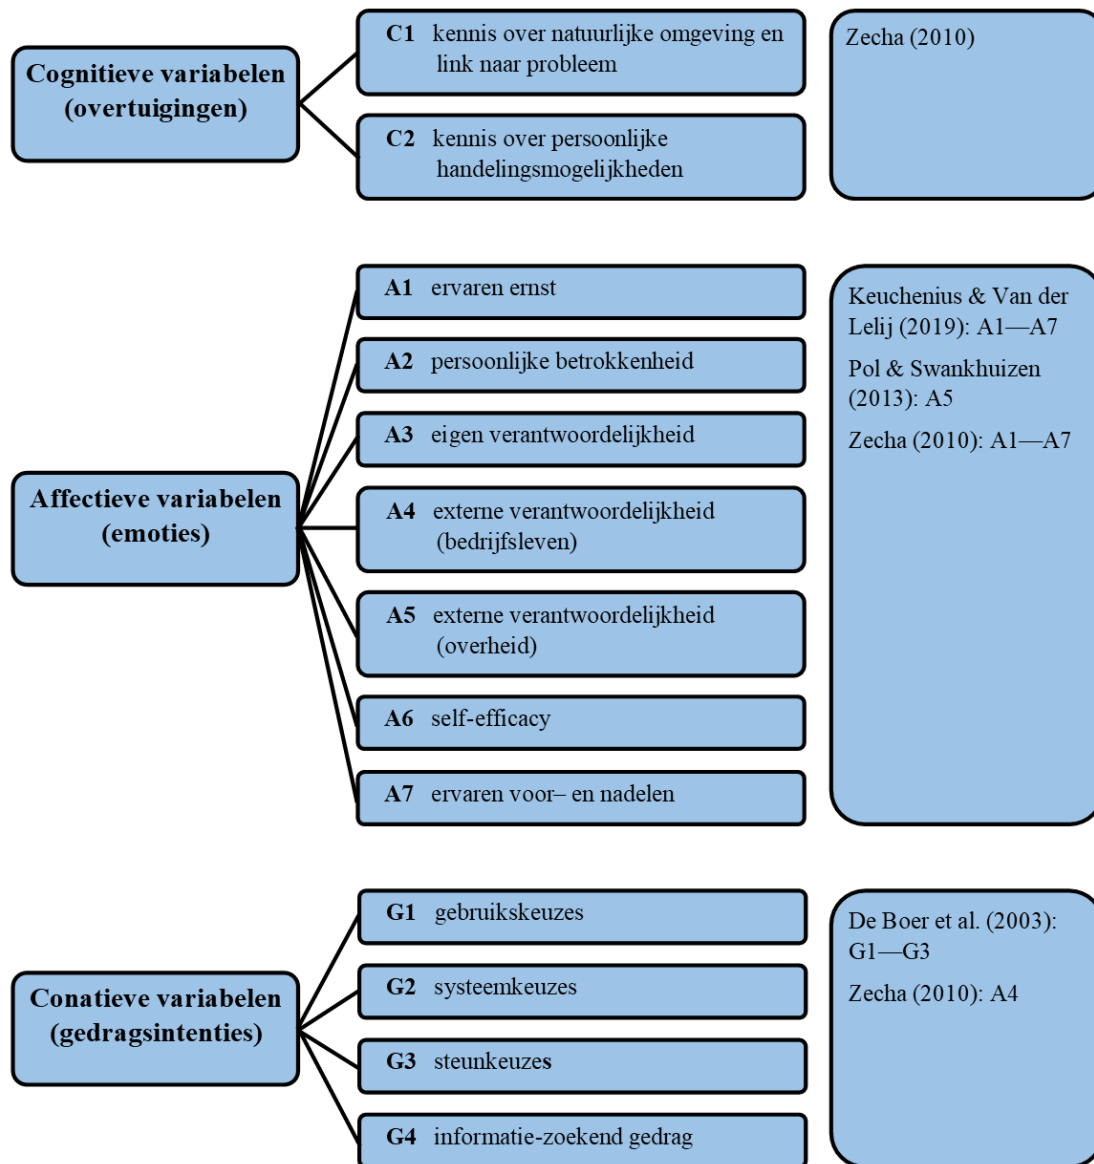 Cognitieve variabelen
(overtuigingen)
C1 kennis over natuurlijke omgeving en
link naar probleem
C2 kennis over persoonlijke
handelingsmogelijkheden
Zecha (2010)
Affectieve variabelen
(emoties)
A1 ervaren ernst
A2 persoonlijke betrokkenheid
A3 eigen verantwoordelijkheid
A4 externe verantwoordelijkheid
(bedrijfsleven)
A5 externe verantwoordelijkheid
(overheid)
A6 self-efficacy
A7 ervaren voor– en nadelen
Keuchenius & Van der
Lelij (2019): A1—A7
Pol & Swankhuizen
(2013): A5
Zecha (2010): A1—A7
Conatieve variabelen
(gedragsintenties)
G1 gebruikskeuzes
G2 systeemkeuzes
G3 steunkeuzes
G4 informatie-zoekend gedrag
De Boer et al. (2003):
G1—G3
Zecha (2010): A4